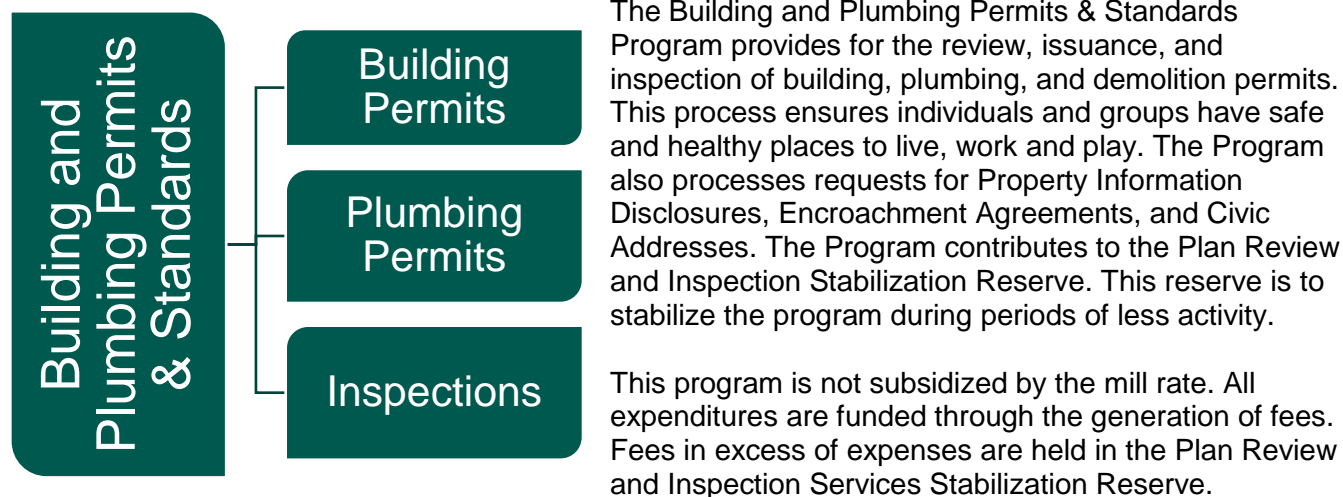 Building and
Plumbing Permits
& Standards
Building
Permits
Plumbing
Permits
Inspections
The Building and Plumbing Permits & Standards
Program provides for the review, issuance, and
inspection of building, plumbing, and demolition permits.
This process ensures individuals and groups have safe
and healthy places to live, work and play. The Program
also processes requests for Property Information
Disclosures, Encroachment Agreements, and Civic
Addresses. The Program contributes to the Plan Review
and Inspection Stabilization Reserve. This reserve is to
stabilize the program during periods of less activity.
This program is not subsidized by the mill rate. All
expenditures are funded through the generation of fees.
Fees in excess of expenses are held in the Plan Review
and Inspection Services Stabilization Reserve.